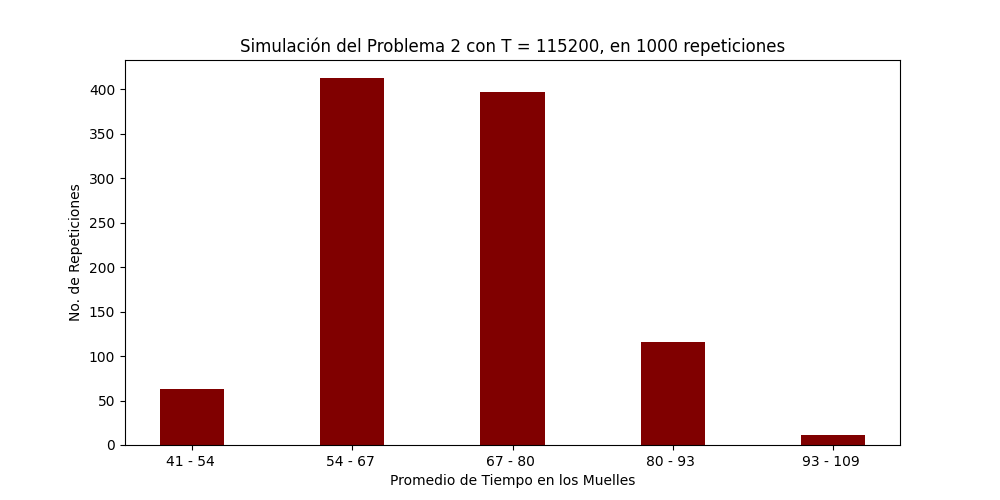 Simulación del Problema 2 con T = 115200, en 1000 repeticiones
400
350
300
250
200
150
100
50
0
No. de Repeticiones
41 - 54 54 - 67 67 - 80 80 - 93 93 - 109
Promedio de Tiempo en los Muelles